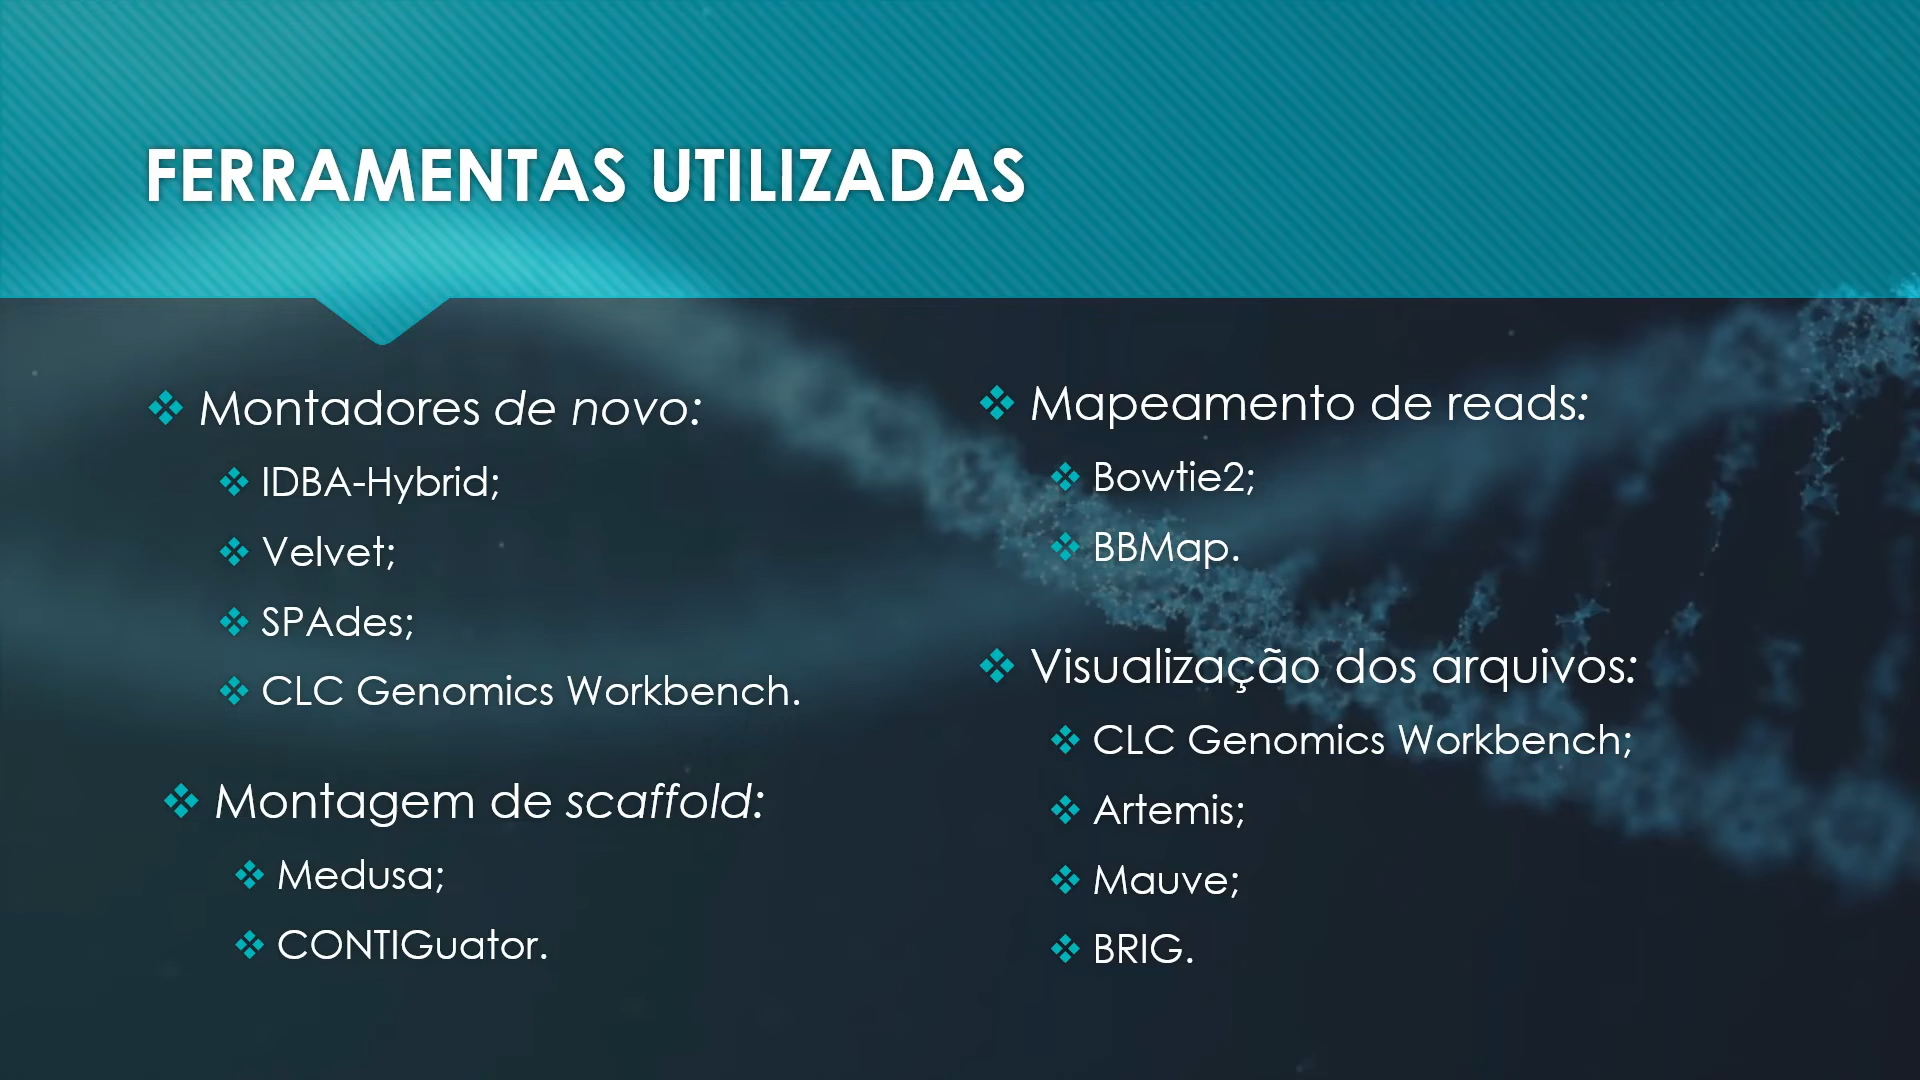 FERRAMENTAS UTILIZADAS
Montadores de novo:
IDBA-Hybrid;
Velvet;
SPAdes;
CLC Genomics Workbench.
Montagem de scaffold:
Medusa;
CONTIGuator.
Mapeamento de reads:
Bowtie2;
BBMap.
Visualização dos arquivos:
CLC Genomics Workbench;
Artemis;
Mauve;
BRIG.